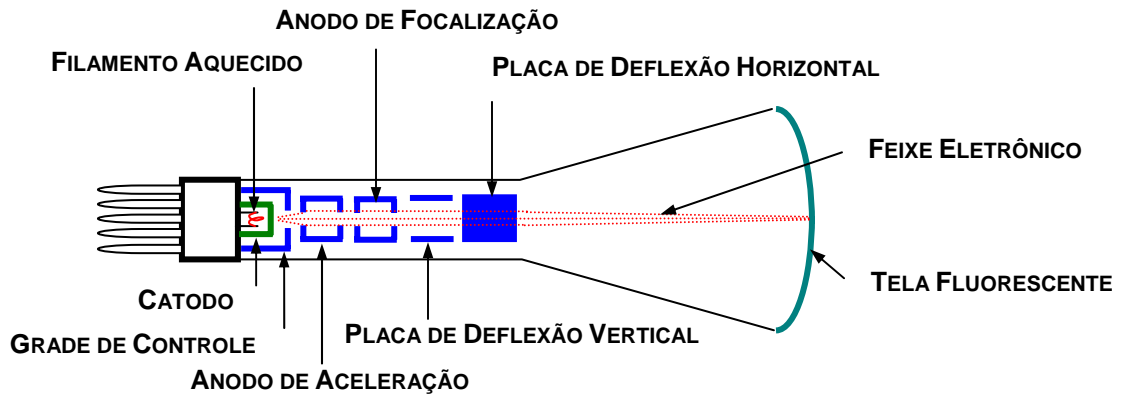 ANODO DE FOCALIZAÇÃO
FILAMENTO AQUECIDO
PLACA DE DEFLEXÃO HORIZONTAL
FEIXE ELETRÔNICO
TELA FLUORESCENTE
CATODO
PLACA DE DEFLEXÃO VERTICAL
GRADE DE CONTROLE
ANODO DE ACELERAÇÃO